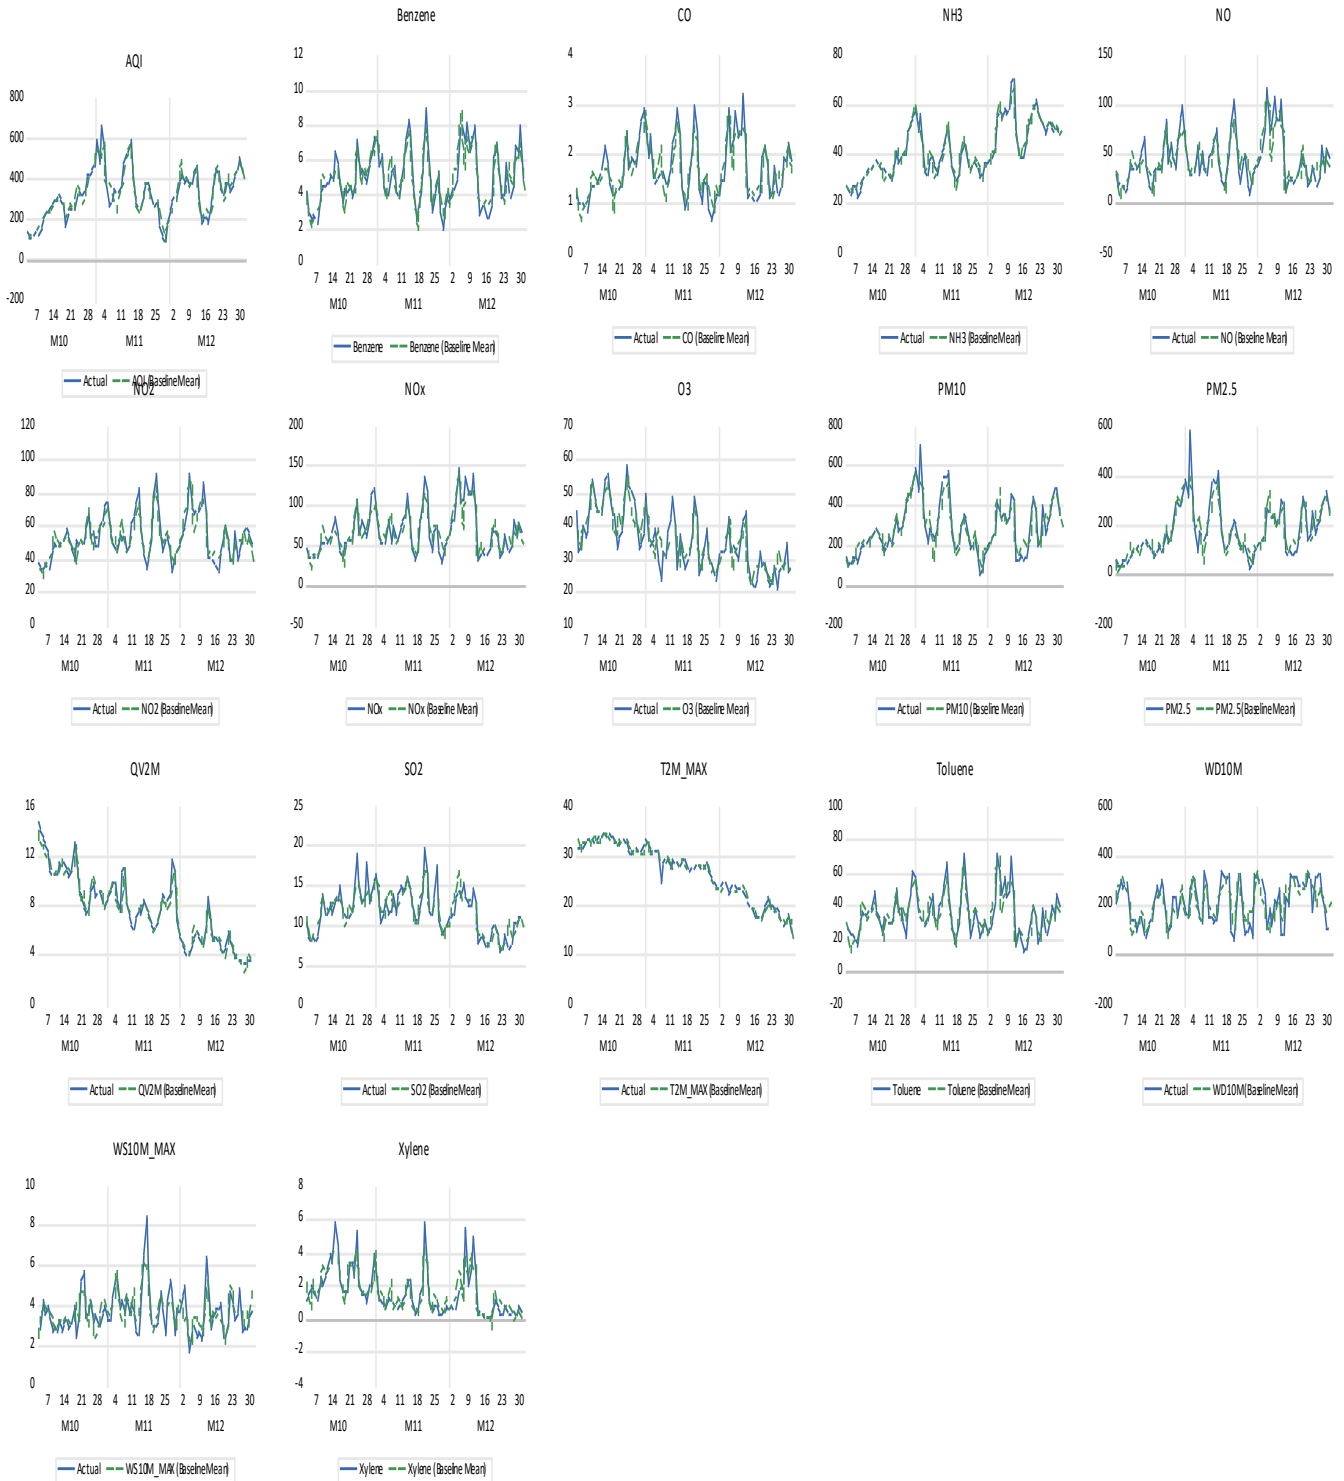 AQI
800
600
400
200
0
-200
7 14 21 28 4 11 18 25 2 9 16 23 30
M10 M11 M12
Actual AQI (Baseline Mean)
Benzene
12
10
8
6
4
2
0
7 14 21 28 4 11 18 25 2 9 16 23 30
M10 M11 M12
Benzene Benzene (Baseline Mean)
CO
4
3
2
1
0
7 14 21 28 4 11 18 25 2 9 16 23 30
M10 M11 M12
Actual CO (Baseline Mean)
NH3
80
60
40
20
0
7 14 21 28 4 11 18 25 2 9 16 23 30
M10 M11 M12
Actual NH3 (Baseline Mean)
NO
150
100
50
0
-50
7 14 21 28 4 11 18 25 2 9 16 23 30
M10 M11 M12
Actual NO (Baseline Mean)
NO2
120
100
80
60
40
20
0
7 14 21 28 4 11 18 25 2 9 16 23 30
M10 M11 M12
Actual NO2 (Baseline Mean)
NOx
200
150
100
50
0
-50
7 14 21 28 4 11 18 25 2 9 16 23 30
M10 M11 M12
NOx NOx (Baseline Mean)
O3
70
60
50
40
30
20
10
7 14 21 28 4 11 18 25 2 9 16 23 30
M10 M11 M12
Actual O3 (Baseline Mean)
PM10
800
600
400
200
0
-200
7 14 21 28 4 11 18 25 2 9 16 23 30
M10 M11 M12
Actual PM10 (Baseline Mean)
PM2.5
600
400
200
0
-200
7 14 21 28 4 11 18 25 2 9 16 23 30
M10 M11 M12
PM2.5 PM2.5 (Baseline Mean)
QV2M
16
12
8
4
0
7 14 21 28 4 11 18 25 2 9 16 23 30
M10 M11 M12
Actual QV2M (Baseline Mean)
SO2
25
20
15
10
5
0
7 14 21 28 4 11 18 25 2 9 16 23 30
M10 M11 M12
Actual SO2 (Baseline Mean)
T2M_MAX
40
30
20
10
0
7 14 21 28 4 11 18 25 2 9 16 23 30
M10 M11 M12
Actual T2M_MAX (Baseline Mean)
Toluene
100
80
60
40
20
0
-20
7 14 21 28 4 11 18 25 2 9 16 23 30
M10 M11 M12
Toluene Toluene (Baseline Mean)
WD10M
600
400
200
0
-200
7 14 21 28 4 11 18 25 2 9 16 23 30
M10 M11 M12
Actual WD10M (Baseline Mean)
WS10M_MAX
10
8
6
4
2
0
7 14 21 28 4 11 18 25 2 9 16 23 30
M10 M11 M12
Actual WS10M_MAX (Baseline Mean)
Xylene
8
6
4
2
0
-2
-4
7 14 21 28 4 11 18 25 2 9 16 23 30
M10 M11 M12
Xylene Xylene (Baseline Mean)